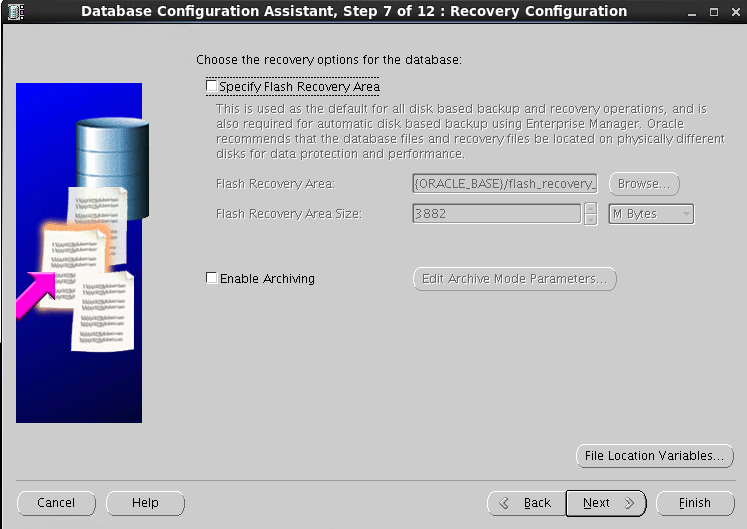 Database Configuration Assistant, Step 7 of 12 : Recovery Configuration
Choose the recovery options for the database:
Specify Flash Recovery Area
This is used as the default for all disk based backup and recovery operations, and is
also required for automatic disk based backup using Enterprise Manager. Oracle
recommends that the database files and recovery files be located on physically different
disks for data protection and performance.
Flash Recovery Area: {ORACLE_BASE}/flash_recovery_ Browse...
Flash Recovery Area Size: 3882 M Bytes
Enable Archiving Edit Archive Mode Parameters...
File Location Variables...
Cancel Help Back Next Finish